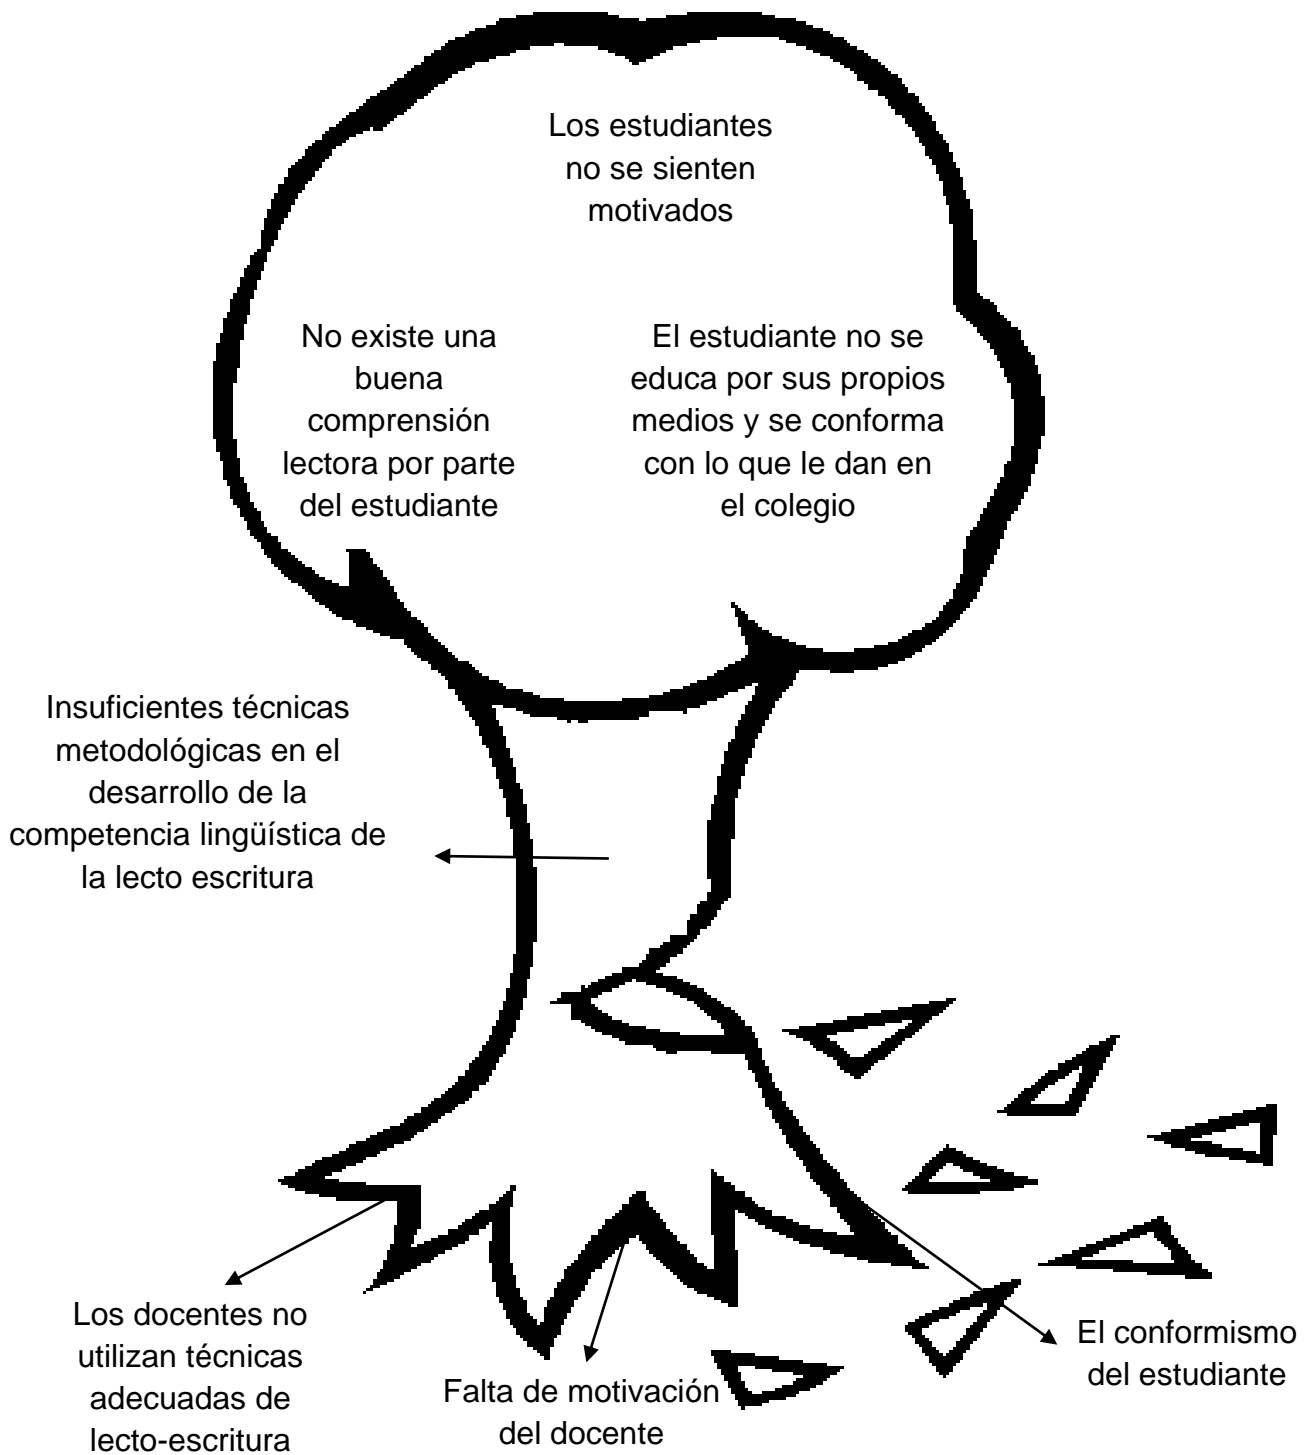 Los estudiantes
no se sienten
motivados
No existe una
buena
comprensión
lectora por parte
del estudiante
El estudiante no se
educa por sus propios
medios y se conforma
con lo que le dan en
el colegio
Insuficientes técnicas
metodológicas en el
desarrollo de la
competencia lingüística de
la lecto escritura
Los docentes no
utilizan técnicas
adecuadas de
lecto-escritura
Falta de motivación
del docente
El conformismo
del estudiante